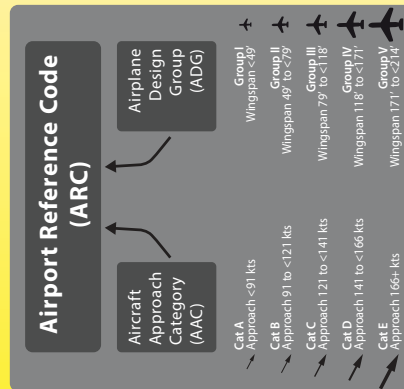 Airport Reference Code
(ARC)
Aircraft
Approach
Category
(AAC)
Airplane
Design
Group
(ADG)
Cat A
Approach <91 kts
Cat B
Approach 91 to <121 kts
Cat C
Approach 121 to <141 kts
Cat D
Approach 141 to <166 kts
Cat E
Approach 166+ kts
Group I
Wingspan <49'
Group II
Wingspan 49' to <79'
Group III
Wingspan 79' to <118'
Group IV
Wingspan 118' to <171'
Group V
Wingspan 171' to <214'